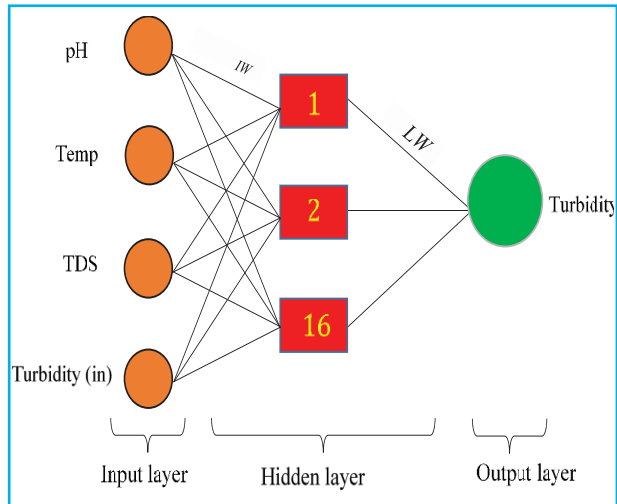 pH
IW
1
LW
Temp
2
Turbidity
TDS
16
Turbidity (in)
Input layer
Hidden layer
Output layer